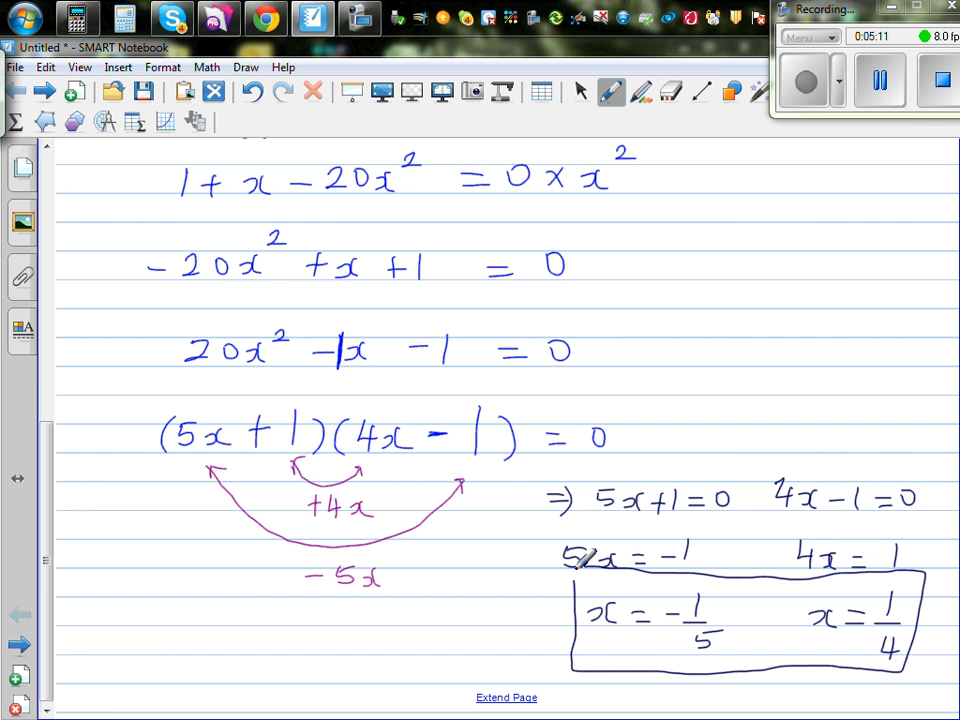 Recording...
Menu
0:05:11
8.0 fp
Untitled * - SMART Notebook
File Edit View Insert Format Math Draw Help
1 + x - 20x² = 0 × x²
- 20x² + x + 1 = 0
20x² - 1x - 1 = 0
(5x + 1)(4x - 1) = 0
+4x
- 5x
⇒ 5x+1=0 4x-1=0
5x = -1 4x = 1
x = -1/5 x = 1/4
Extend Page